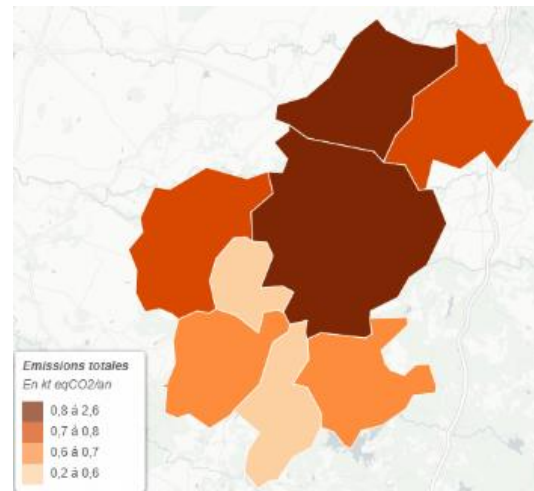 Emissions totales
En kt eqCO2/an
0,8 à 2,6
0,7 à 0,8
0,6 à 0,7
0,2 à 0,6